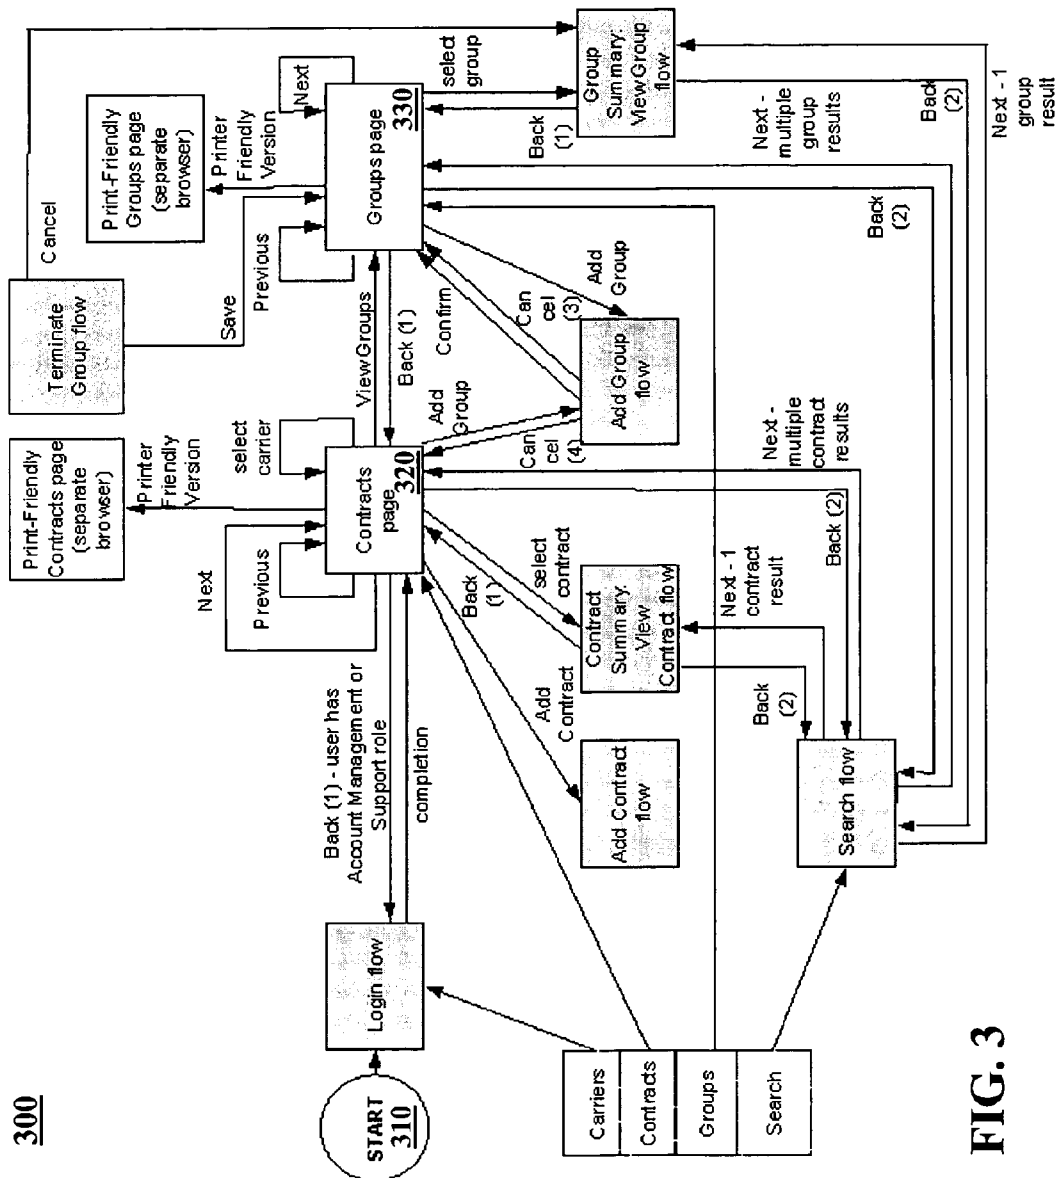 300
START
310
Login flow
Carriers
Contracts
Groups
Search
Back (1) - user has
Account Management or
Support role
completion
Next
Previous
Print-Friendly
Contracts page
(separate
browser)
Printer
Friendly
Version
select
carrier
Contracts
page
320
Add
Contract
Add Contract
flow
Back
(1)
select
contract
Contract
Summary:
View
Contract flow
Next - 1
contract
result
Back
(2)
Back (2)
Search flow
Next -
multiple
contract
results
Add
Group
Can
cel
(4)
Add Group
flow
Confirm
Can
cel
(3)
Add
Group
ViewGroups
Back (1)
Terminate
Group flow
Cancel
Save
Previous
Print-Friendly
Groups page
(separate
browser)
Printer
Friendly
Version
Next
Groups page
330
select
group
Back
(1)
Group
Summary:
ViewGroup
flow
Next -
multiple
group
results
Back
(2)
Back
(2)
Next - 1
group
result
FIG. 3